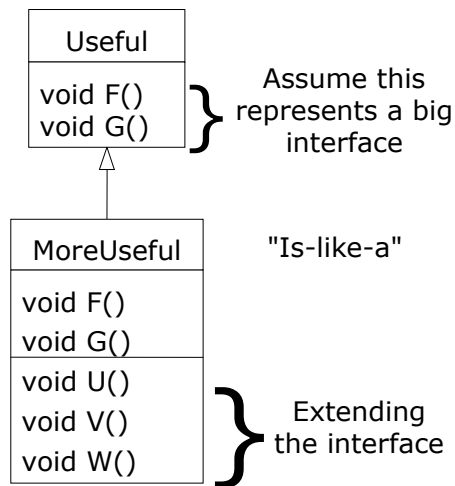 Useful
void F()
void G()
Assume this
represents a big
interface
MoreUseful
"Is-like-a"
void F()
void G()
void U()
void V()
void W()
Extending
the interface